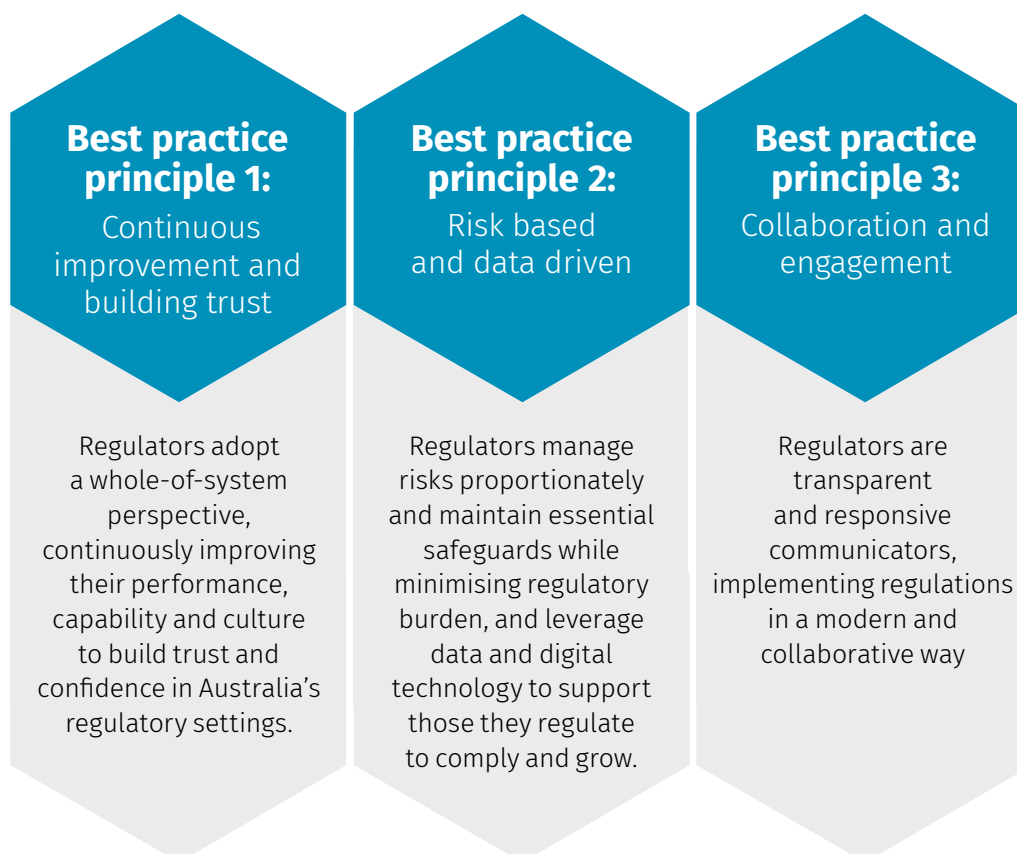 Best practice
principle 1:
Continuous
improvement and
building trust
Regulators adopt
a whole-of-system
perspective,
continuously improving
their performance,
capability and culture
to build trust and
confidence in Australia’s
regulatory settings.
Best practice
principle 2:
Risk based
and data driven
Regulators manage
risks proportionately
and maintain essential
safeguards while
minimising regulatory
burden, and leverage
data and digital
technology to support
those they regulate
to comply and grow.
Best practice
principle 3:
Collaboration and
engagement
Regulators are
transparent
and responsive
communicators,
implementing regulations
in a modern and
collaborative way